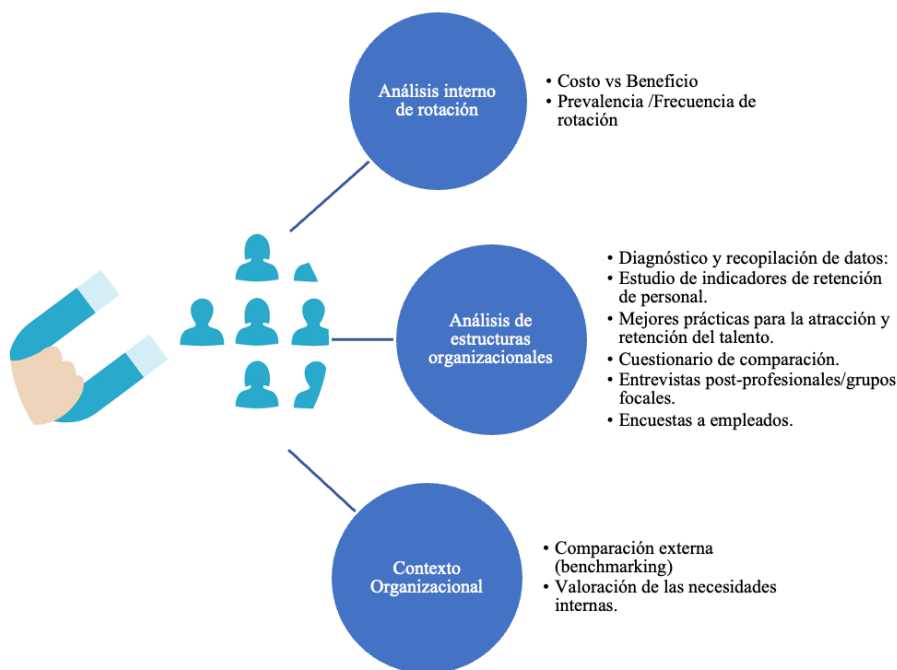 Análisis interno
de rotación
• Costo vs Beneficio
• Prevalencia /Frecuencia de
rotación
Análisis de
estructuras
organizacionales
• Diagnóstico y recopilación de datos:
• Estudio de indicadores de retención
de personal.
• Mejores prácticas para la atracción y
retención del talento.
• Cuestionario de comparación.
• Entrevistas post-profesionales/grupos
focales.
• Encuestas a empleados.
Contexto
Organizacional
• Comparación externa
(benchmarking)
• Valoración de las necesidades
internas.